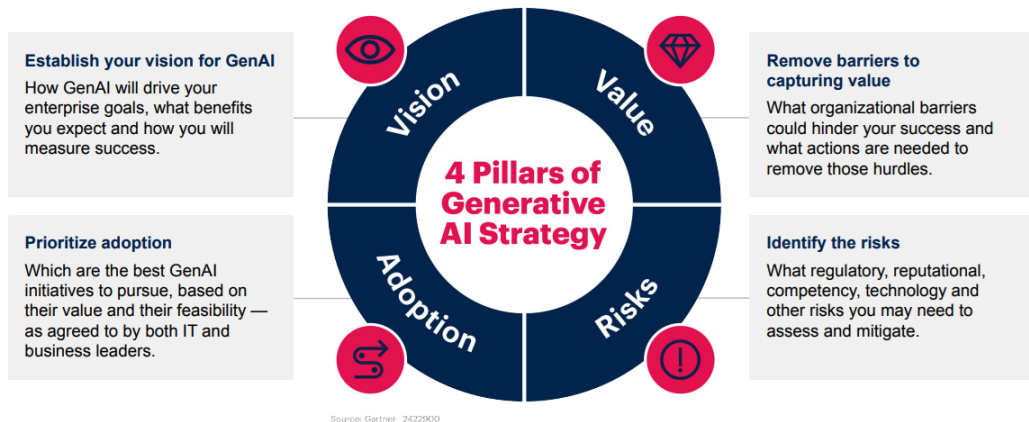 Establish your vision for GenAI
How GenAI will drive your
enterprise goals, what benefits
you expect and how you will
measure success.
Vision
Value
Remove barriers to
capturing value
What organizational barriers
could hinder your success and
what actions are needed to
remove those hurdles.
4 Pillars of
Generative
AI Strategy
Prioritize adoption
Which are the best GenAI
initiatives to pursue, based on
their value and their feasibility —
as agreed to by both IT and
business leaders.
Adoption
Risks
Identify the risks
What regulatory, reputational,
competency, technology and
other risks you may need to
assess and mitigate.
Source: Gartner 2422900